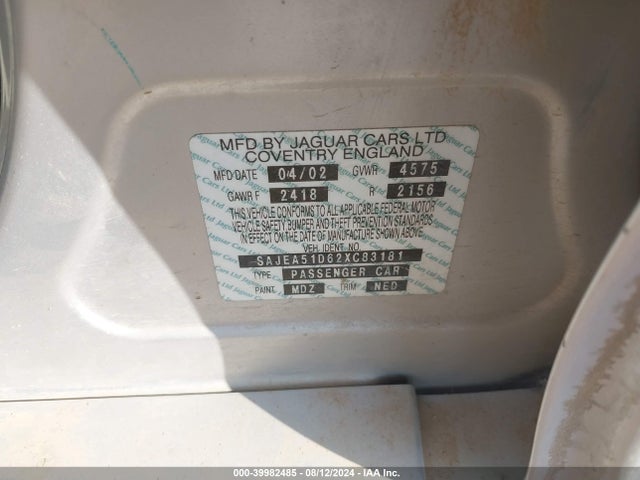 MFD BY JAGUAR CARS LTD
COVENTRY ENGLAND
MFD DATE 04/02 GVWR 4575
GAWR F 2418 R 2156
THIS VEHICLE CONFORMS TO ALL APPLICABLE FEDERAL MOTOR
VEHICLE SAFETY, BUMPER AND THEFT PREVENTION STANDARDS
IN EFFECT ON THE DATE OF MANUFACTURE SHOWN ABOVE.
VEH. IDENT NO.
SAJEA51D62XC83181
TYPE PASSENGER CAR
PAINT MDZ TRIM NED
000-39982485 - 08/12/2024 - IAA Inc.